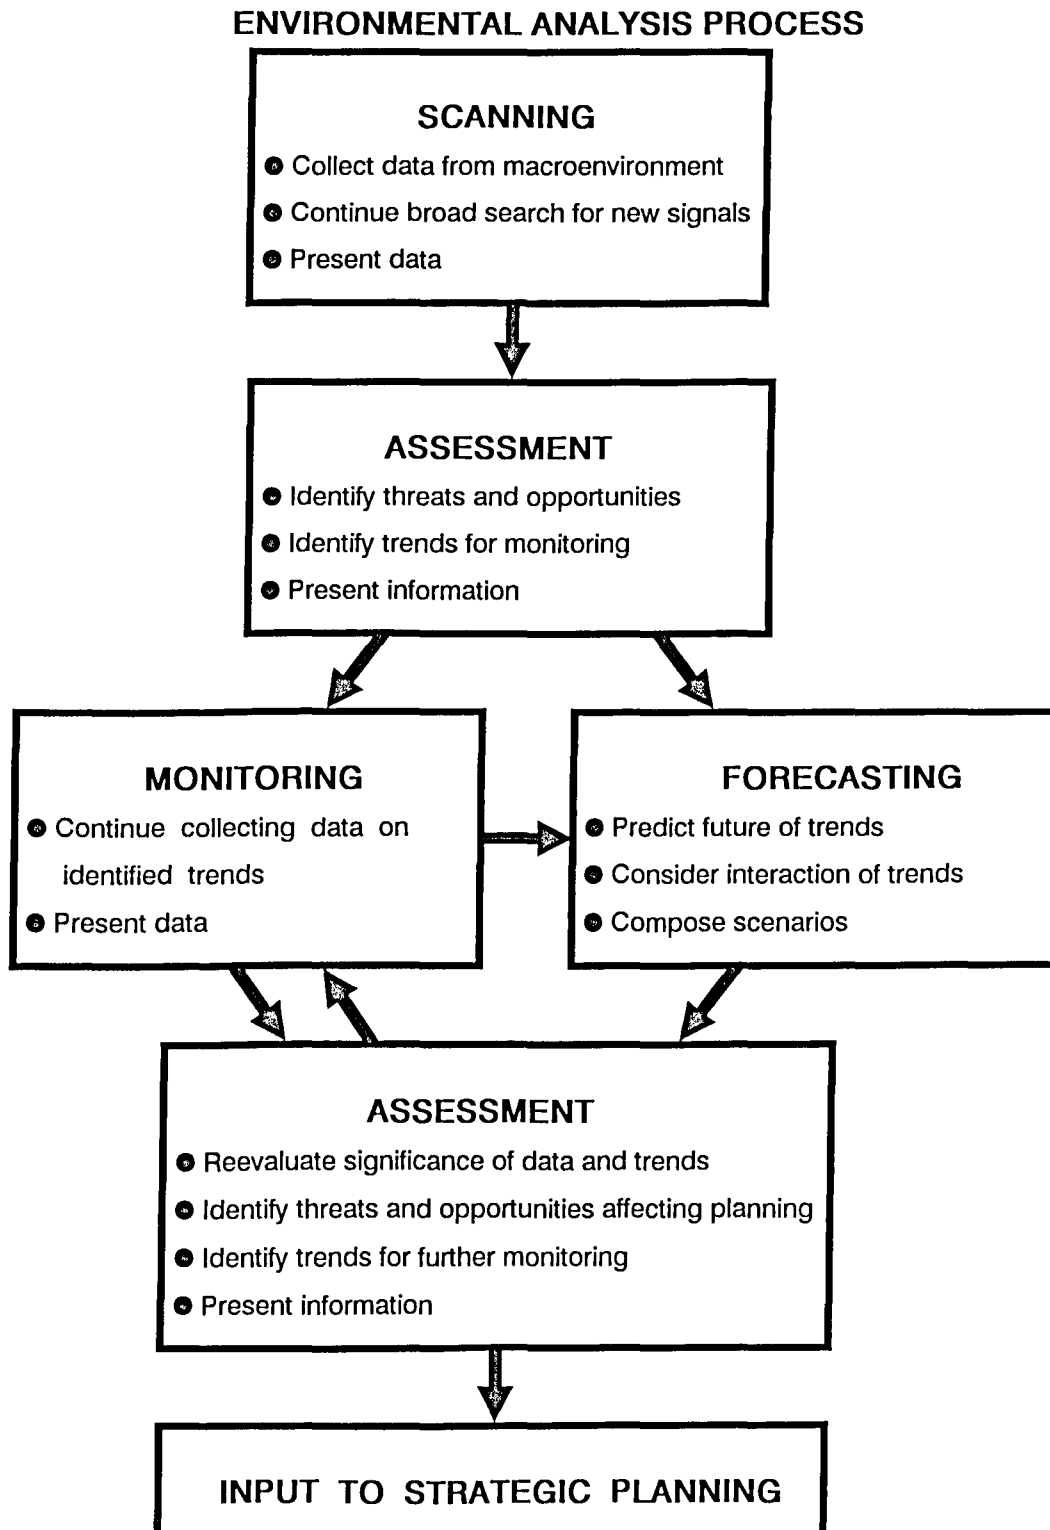 ENVIRONMENTAL ANALYSIS PROCESS
SCANNING
● Collect data from macroenvironment
● Continue broad search for new signals
● Present data
ASSESSMENT
● Identify threats and opportunities
● Identify trends for monitoring
● Present information
MONITORING
● Continue collecting data on
identified trends
● Present data
FORECASTING
● Predict future of trends
● Consider interaction of trends
● Compose scenarios
ASSESSMENT
● Reevaluate significance of data and trends
● Identify threats and opportunities affecting planning
● Identify trends for further monitoring
● Present information
INPUT TO STRATEGIC PLANNING